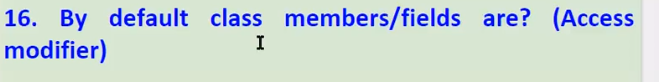 16. By default class members/fields are? (Access
modifier)